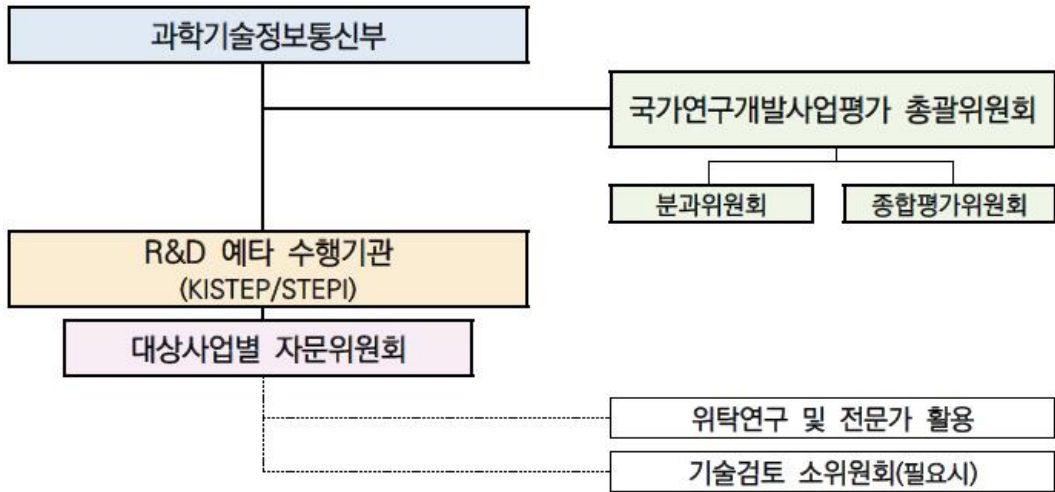 과학기술정보통신부
국가연구개발사업평가 총괄위원회
분과위원회
종합평가위원회
R&D 예타 수행기관
(KISTEP/STEPI)
대상사업별 자문위원회
위탁연구 및 전문가 활용
기술검토 소위원회(필요시)